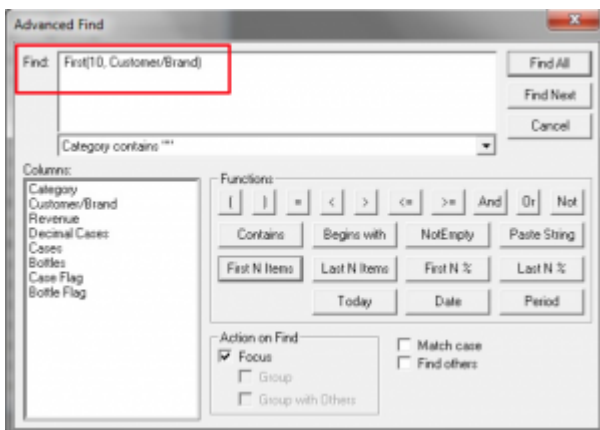 Advanced Find
Find: First(10, Customer/Brand)
Find All
Find Next
Cancel
Category contains ""
Columns:
Category
Customer/Brand
Revenue
Decimal Cases
Cases
Bottles
Case Flag
Bottle Flag
Functions
( ) = < > <= >= And Or Not
Contains Begins with NotEmpty Paste String
First N Items Last N Items First N % Last N %
Today Date Period
Action on Find
Focus
Group
Group with Others
Match case
Find others